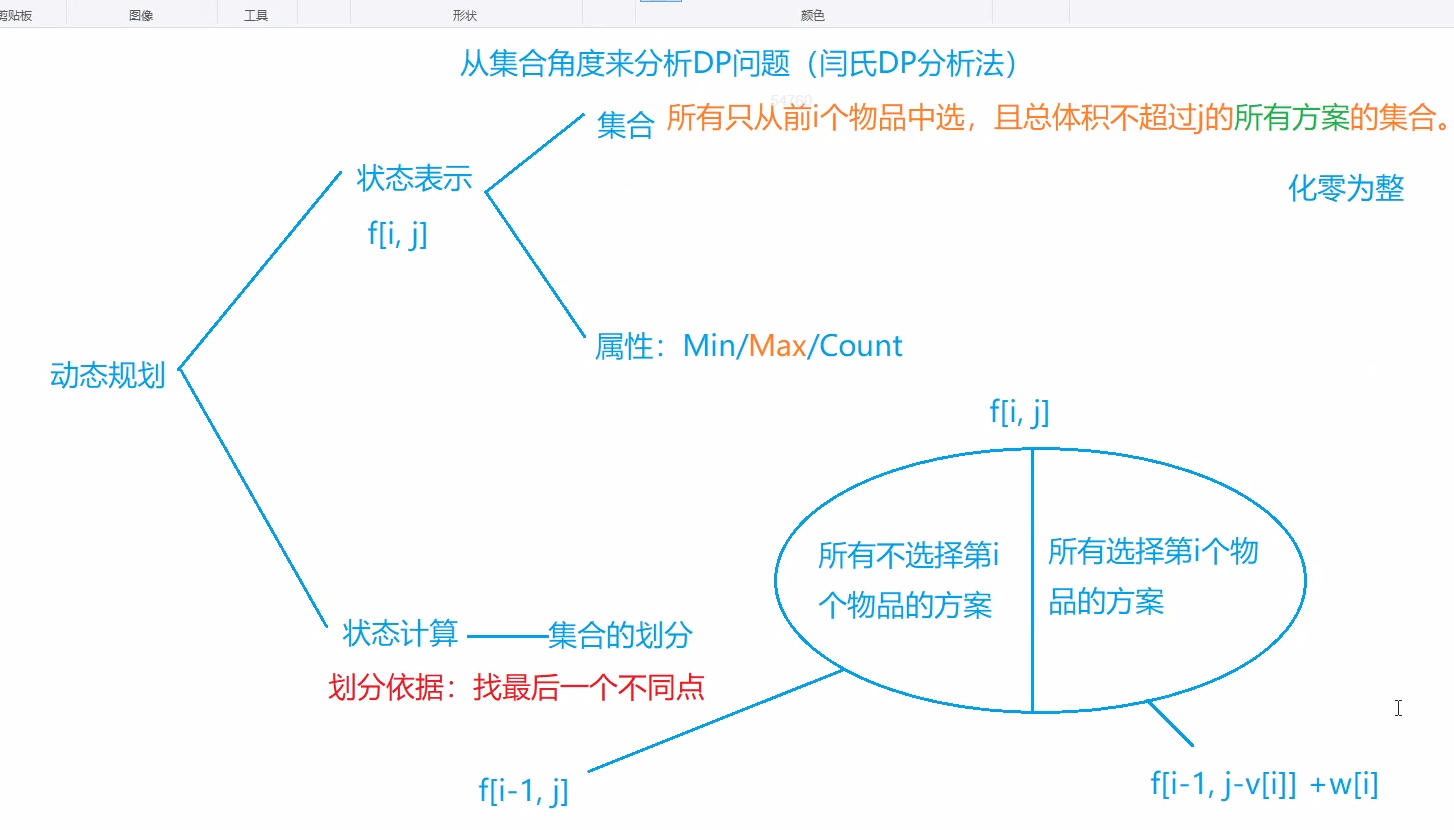 剪贴板
图像
工具
形状
颜色
从集合角度来分析DP问题（闫氏DP分析法）
54760
集合
所有只从前i个物品中选，且总体积不超过j的所有方案的集合。
状态表示
化零为整
f[i, j]
属性：Min/Max/Count
动态规划
f[i, j]
所有不选择第i
个物品的方案
所有选择第i个物
品的方案
状态计算
集合的划分
划分依据：找最后一个不同点
f[i-1, j]
f[i-1, j-v[i]] +w[i]